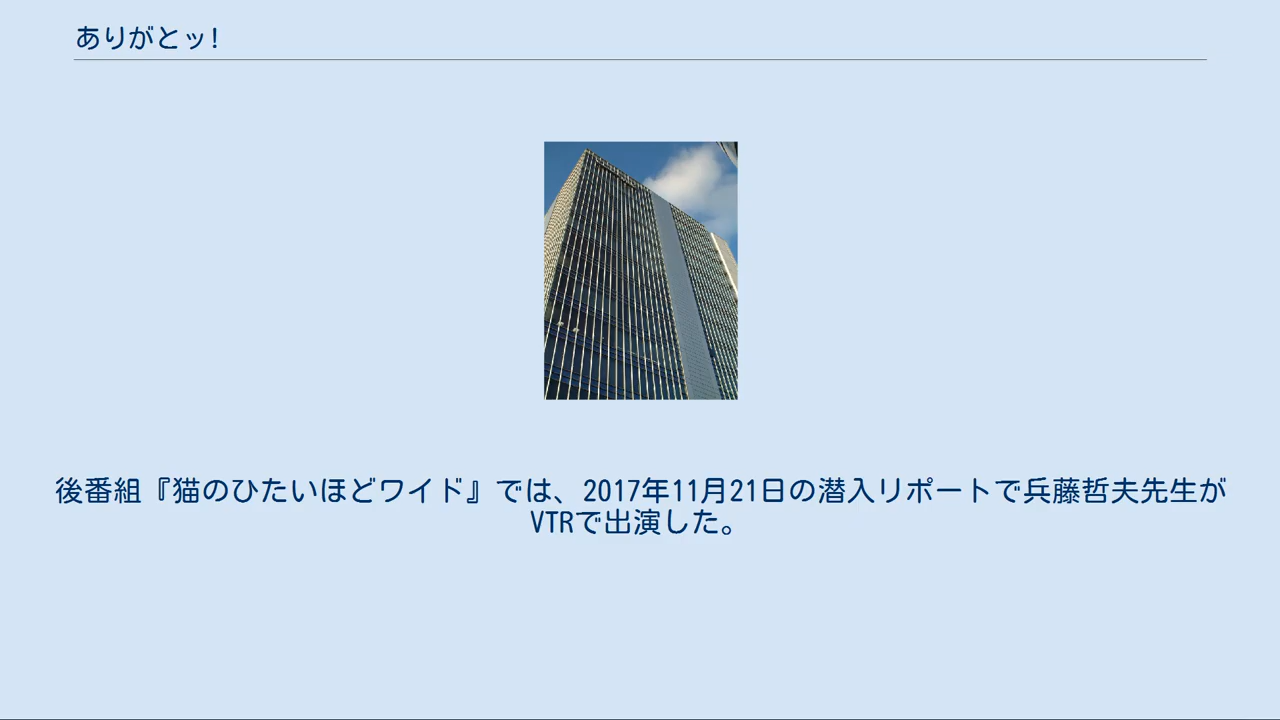 ありがとッ!
後番組『猫のひたいほどワイド』では、2017年11月21日の潜入リポートで兵藤哲夫先生が
VTRで出演した。